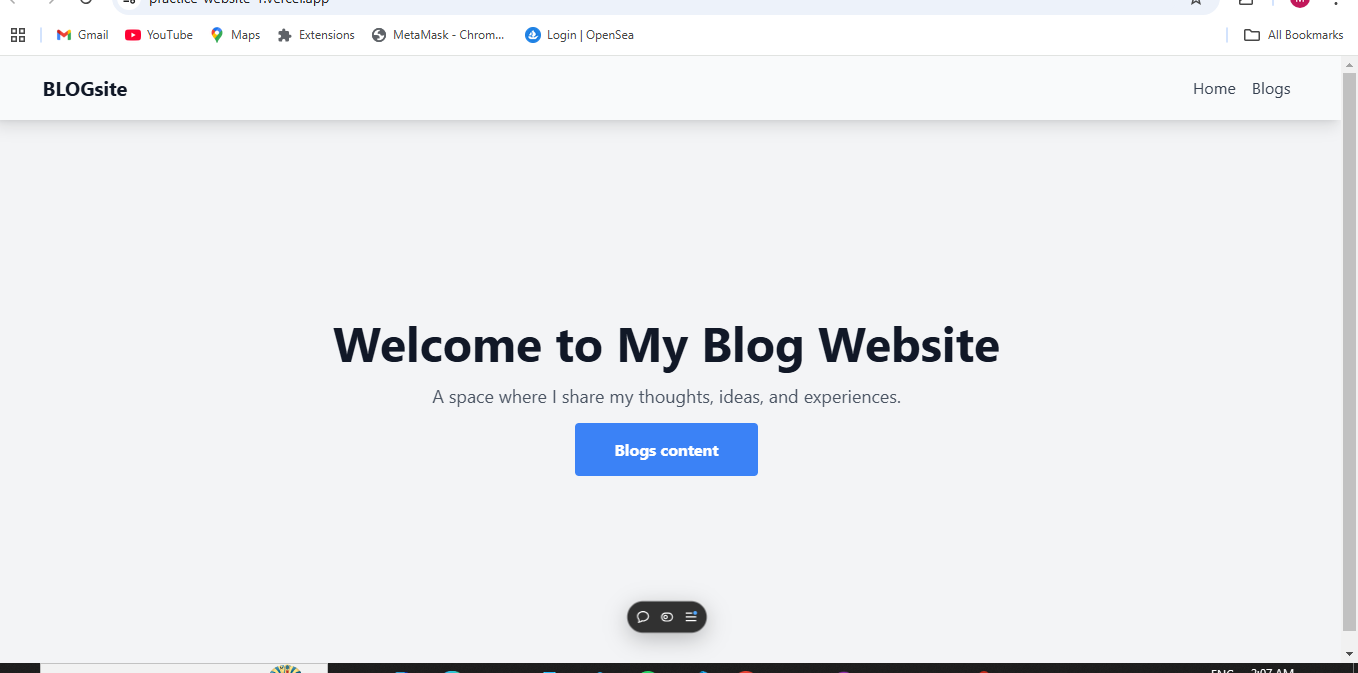 practice-website-1.vercel.app
Gmail YouTube Maps Extensions MetaMask - Chrom... Login | OpenSea All Bookmarks
BLOGsite Home Blogs
Welcome to My Blog Website
A space where I share my thoughts, ideas, and experiences.
Blogs content
ENG 2:07 AM